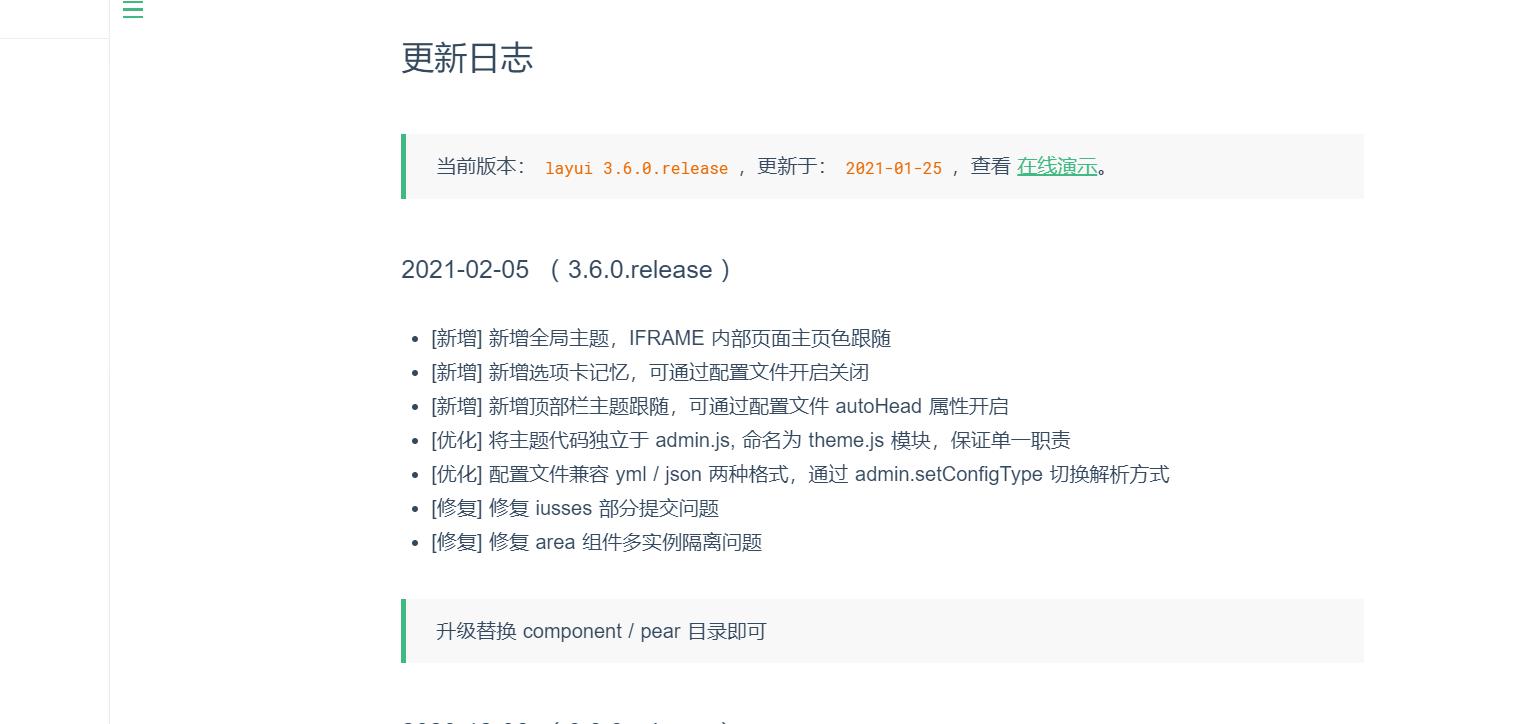 更新日志
当前版本： layui 3.6.0.release ，更新于： 2021-01-25 ，查看 在线演示。
2021-02-05 （ 3.6.0.release ）
[新增] 新增全局主题，IFRAME 内部页面主页色跟随
[新增] 新增选项卡记忆，可通过配置文件开启关闭
[新增] 新增顶部栏主题跟随，可通过配置文件 autoHead 属性开启
[优化] 将主题代码独立于 admin.js, 命名为 theme.js 模块，保证单一职责
[优化] 配置文件兼容 yml / json 两种格式，通过 admin.setConfigType 切换解析方式
[修复] 修复 iusses 部分提交问题
[修复] 修复 area 组件多实例隔离问题
升级替换 component / pear 目录即可